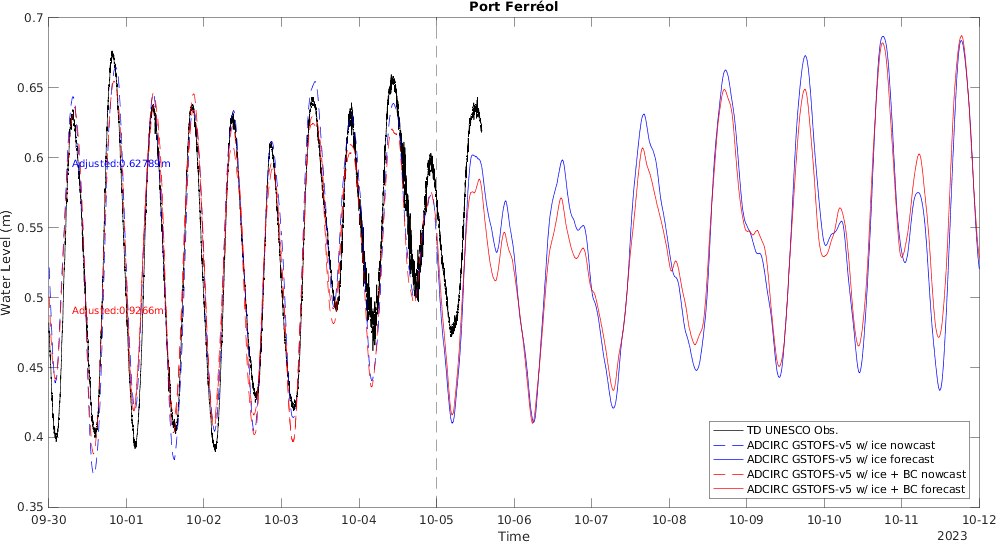 Port Ferréol
0.7
0.65
0.6
0.55
0.5
0.45
0.4
0.35
Water Level (m)
Adjusted:0.62789m
Adjusted:0.9266m
TD UNESCO Obs.
ADCIRC GSTOFS-v5 w/ ice nowcast
ADCIRC GSTOFS-v5 w/ ice forecast
ADCIRC GSTOFS-v5 w/ ice + BC nowcast
ADCIRC GSTOFS-v5 w/ ice + BC forecast
09-30 10-01 10-02 10-03 10-04 10-05 10-06 10-07 10-08 10-09 10-10 10-11 10-12
Time
2023